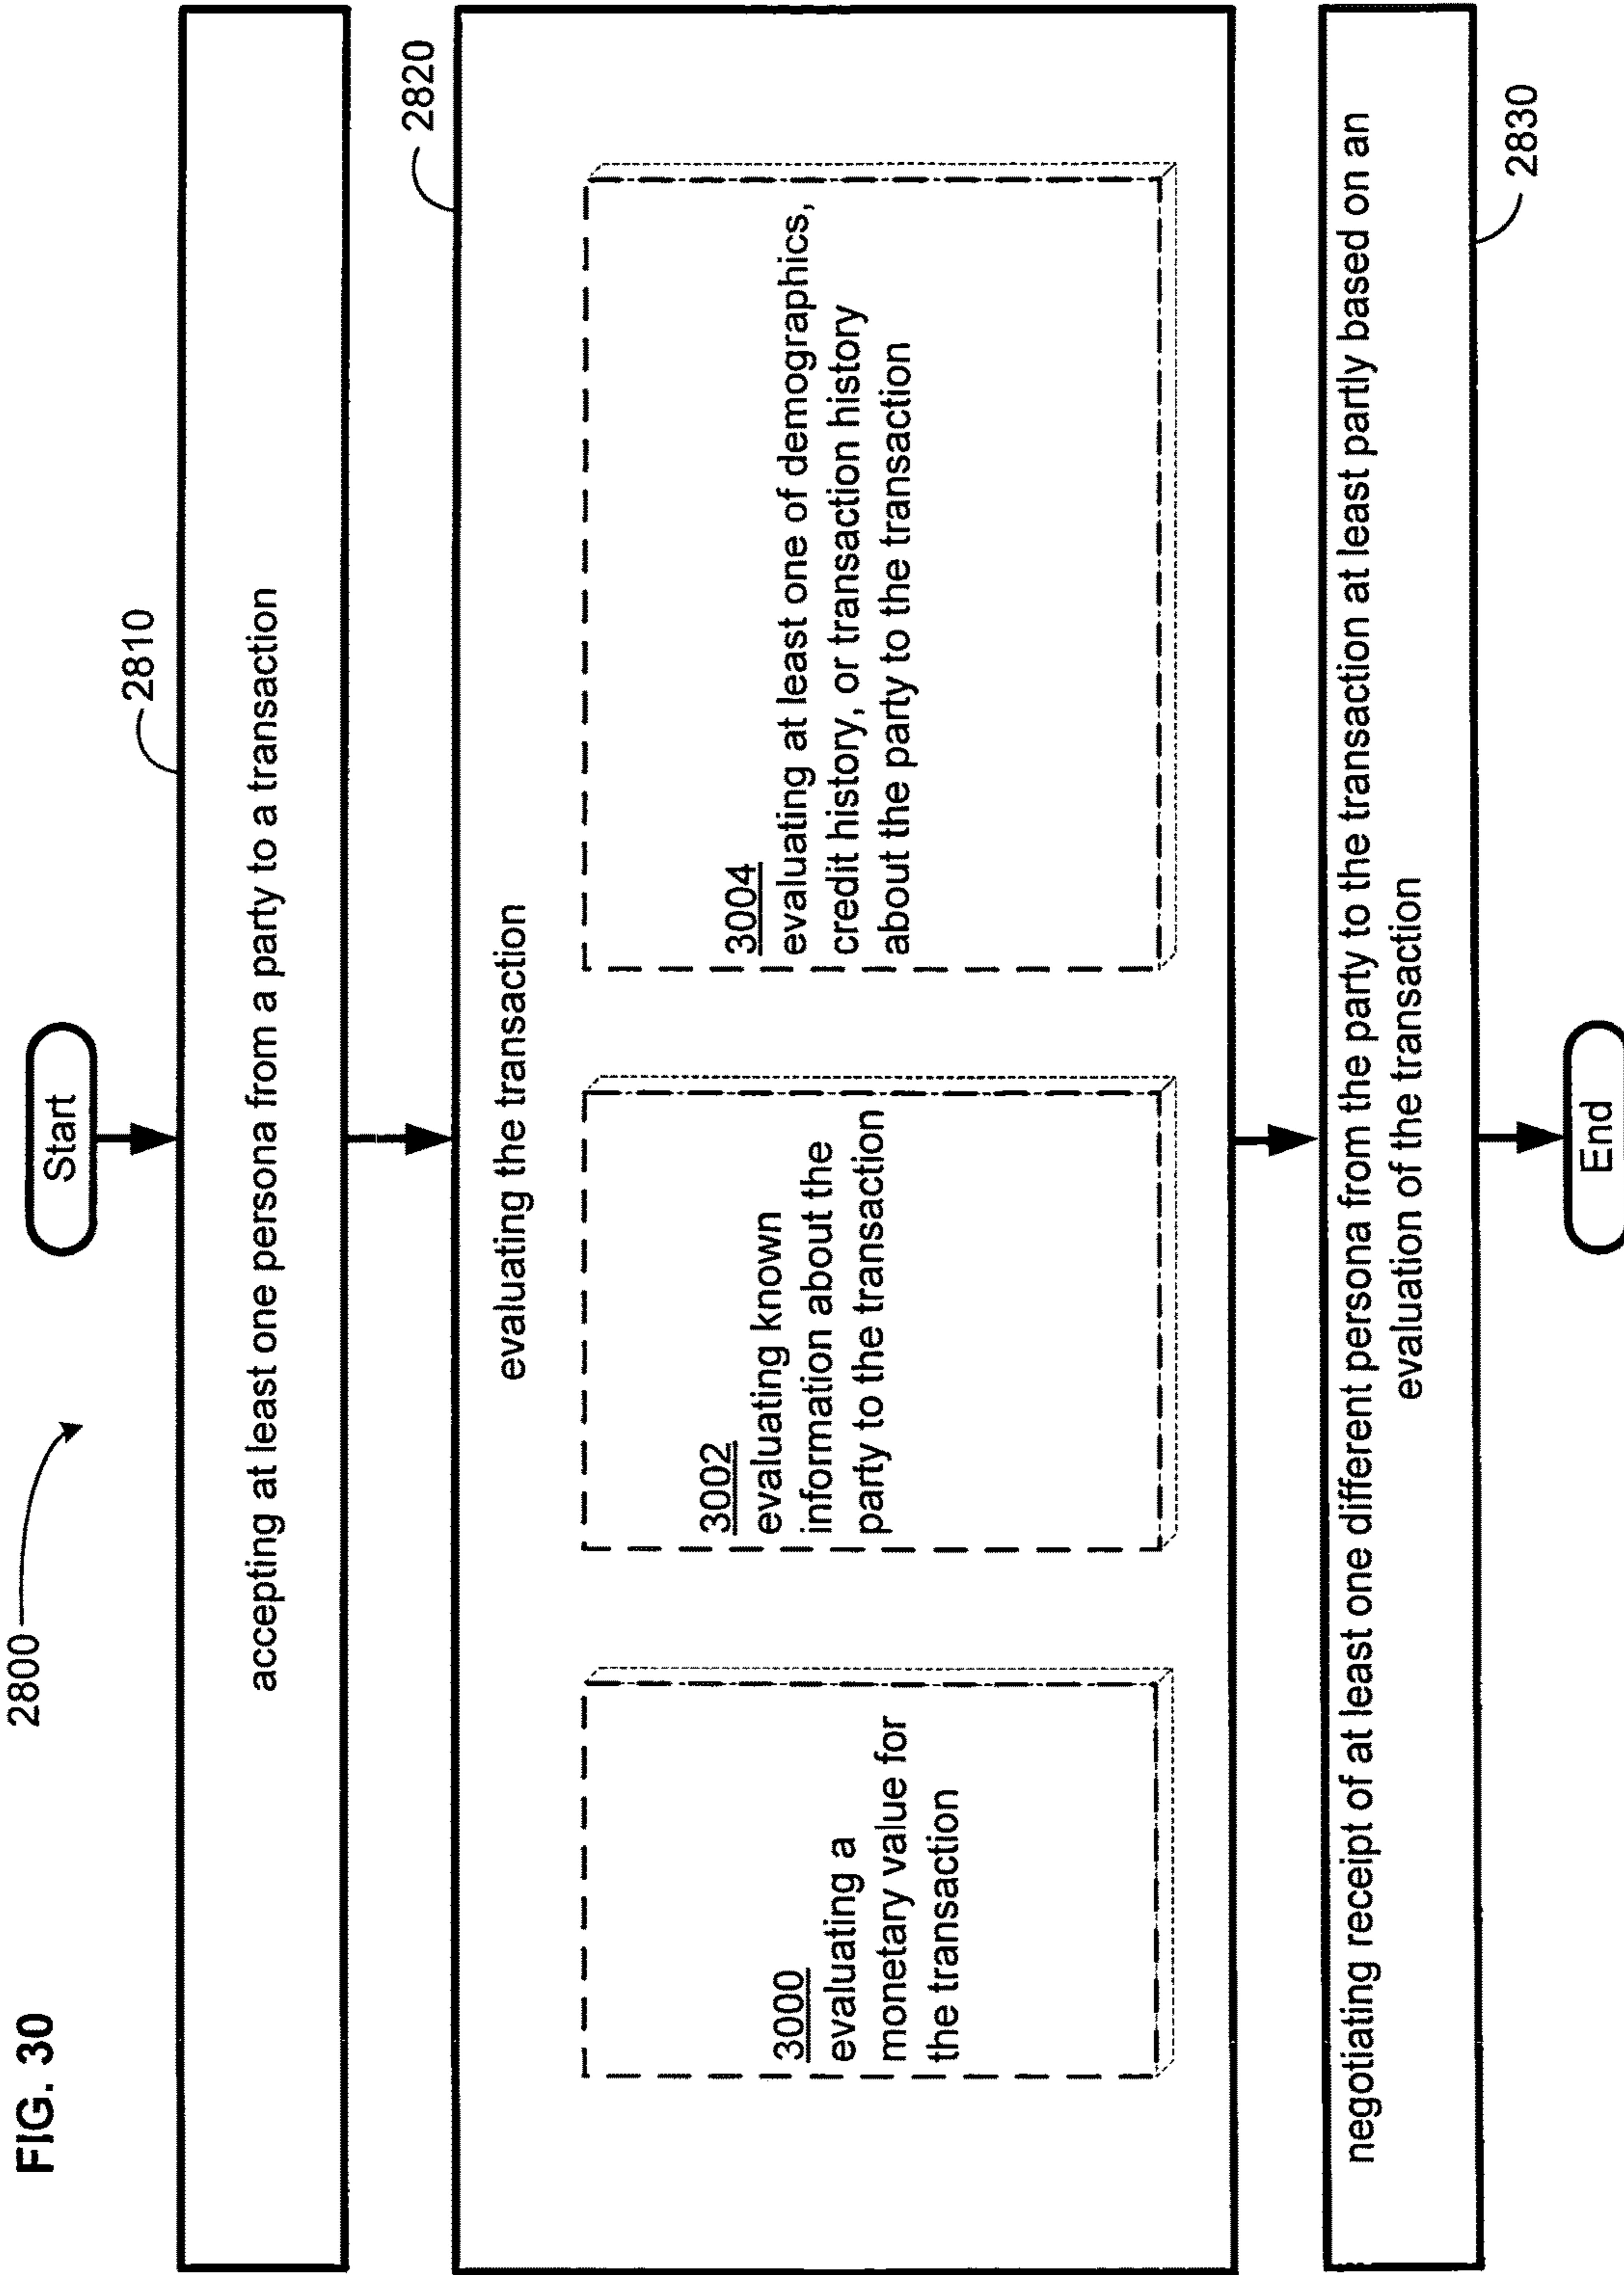 FIG. 30
2800
Start
2810
accepting at least one persona from a party to a transaction
2820
evaluating the transaction
3000
evaluating a
monetary value for
the transaction
3002
evaluating known
information about the
party to the transaction
3004
evaluating at least one of demographics,
credit history, or transaction history
about the party to the transaction
negotiating receipt of at least one different persona from the party to the transaction at least partly based on an
evaluation of the transaction
2830
End